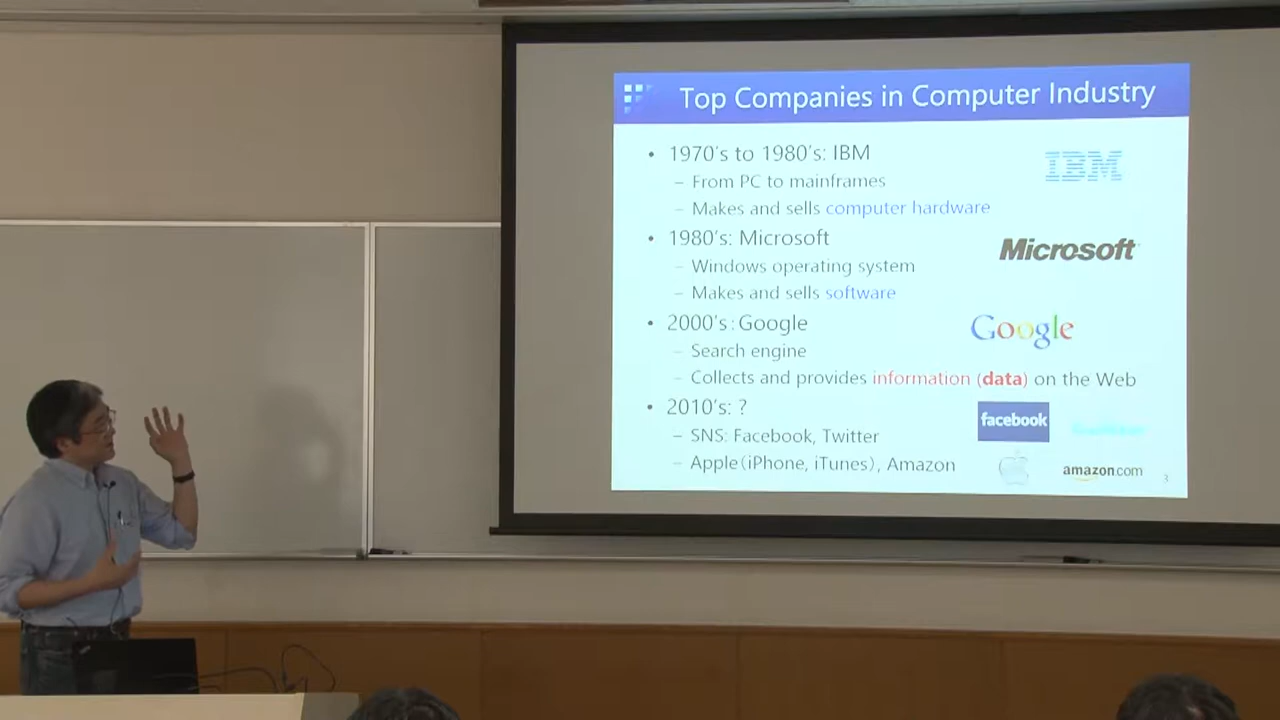 Top Companies in Computer Industry
• 1970's to 1980's: IBM
IBM
– From PC to mainframes
– Makes and sells computer hardware
• 1980's: Microsoft
Microsoft
– Windows operating system
– Makes and sells software
• 2000's: Google
Google
– Search engine
– Collects and provides information (data) on the Web
• 2010's: ?
facebook
– SNS: Facebook, Twitter
– Apple(iPhone, iTunes), Amazon
amazon.com
3